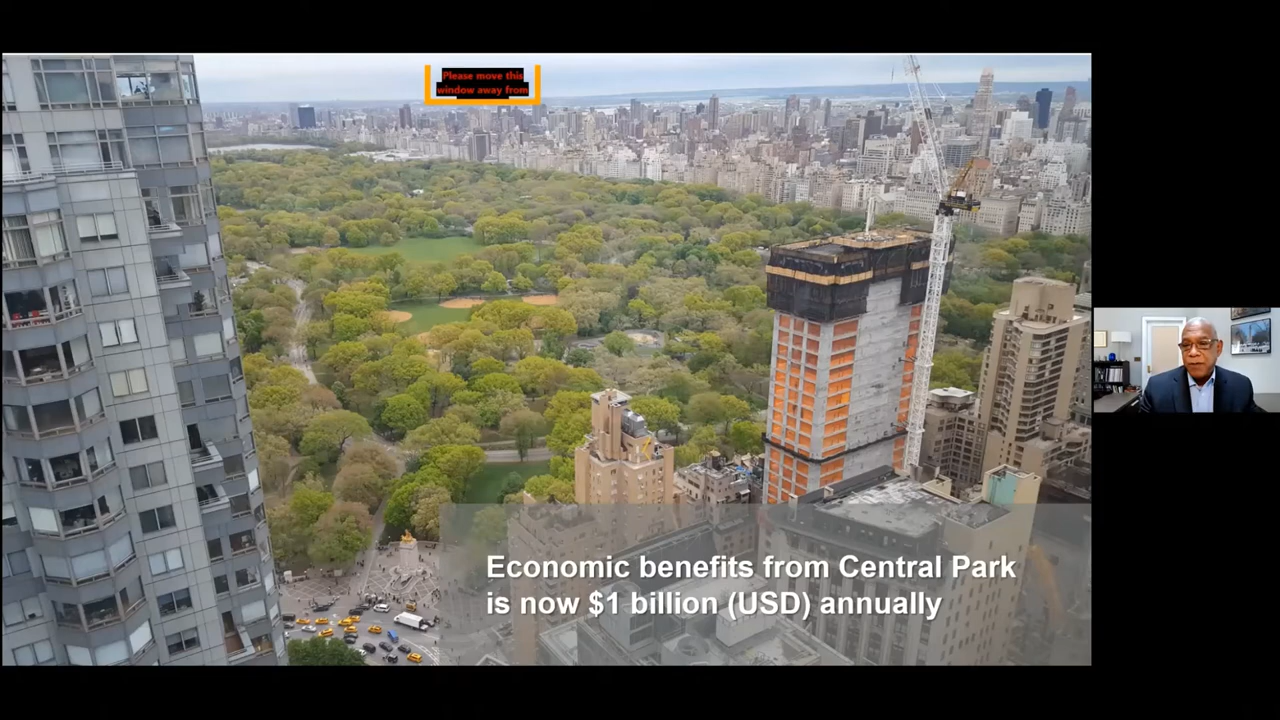 Please move this
window away from
Economic benefits from Central Park
is now $1 billion (USD) annually